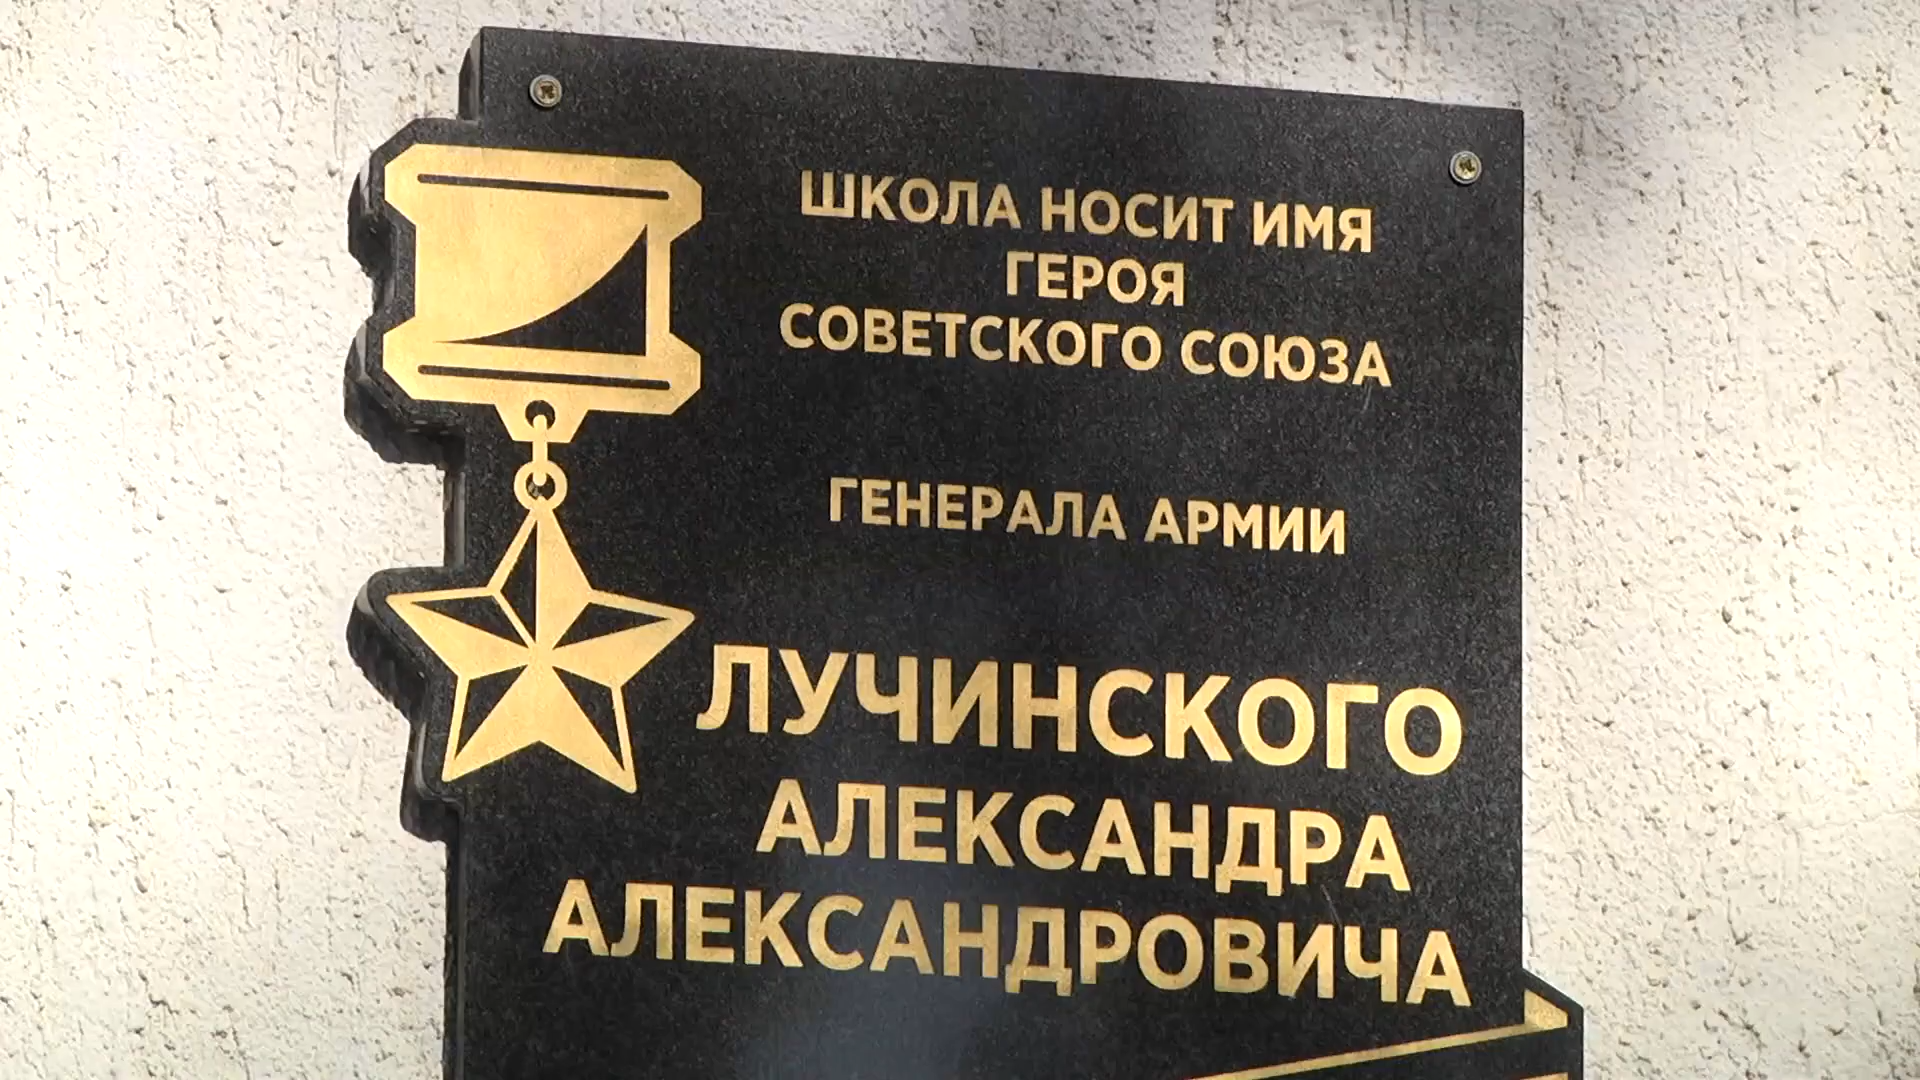 ШКОЛА НОСИТ ИМЯ
ГЕРОЯ
СОВЕТСКОГО СОЮЗА
ГЕНЕРАЛА АРМИИ
ЛУЧИНСКОГО
АЛЕКСАНДРА
АЛЕКСАНДРОВИЧА